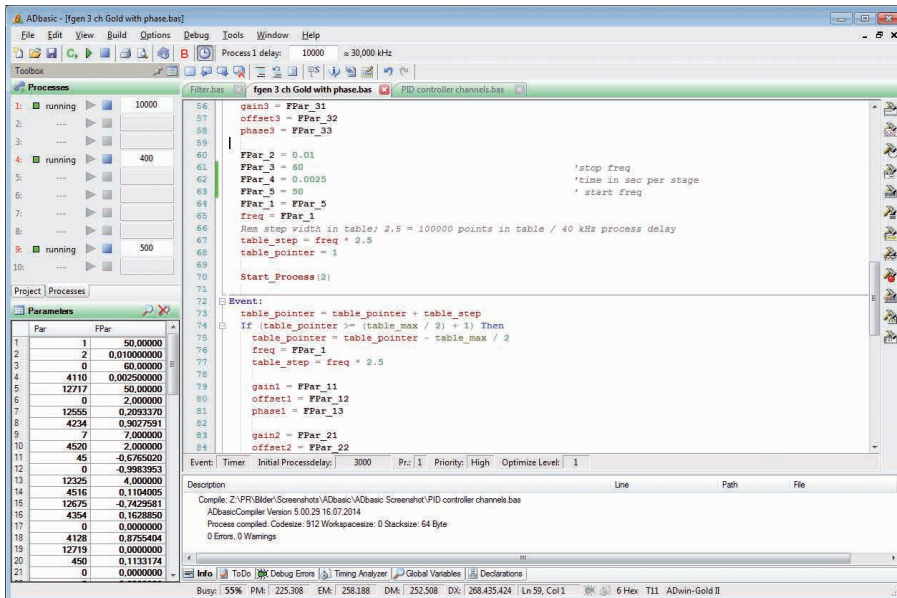 ADbasic - [fgen 3 ch Gold with phase.bas]
File Edit View Build Options Debug Tools Window Help
Process 1 delay: 10000 ≈ 30,000 kHz
Toolbox
Processes
Filter.bas fgen 3 ch Gold with phase.bas PID controller channels.bas
1: running 10000
2: ---
3: ---
4: running 400
5: ---
6: ---
7: ---
8: ---
9: running 500
10: ---
Project Processes
Parameters
Par FPar
1 1 50,00000
2 2 0,010000000
3 0 60,00000
4 4110 0,002500000
5 12717 50,00000
6 0 2,000000
7 12555 0,2093370
8 4234 0,9027591
9 7 7,000000
10 4520 2,000000
11 45 -0,6765020
12 0 -0,9983953
13 12325 4,000000
14 4516 0,1104005
15 12675 -0,7429581
16 4354 0,1628850
17 0 0,0000000
18 4128 0,8755404
19 12719 0,0000000
20 450 0,1133174
21 0 0,0000000
56 gain3 = FPar_31
57 offset3 = FPar_32
58 phase3 = FPar_33
59
60 FPar_2 = 0.01
61 FPar_3 = 60 'stop freq
62 FPar_4 = 0.0025 'time in sec per stage
63 FPar_5 = 50 ' start freq
64 FPar_1 = FPar_5
65 freq = FPar_1
66 Rem step width in table: 2.5 = 100000 points in table / 40 kHz process delay
67 table_step = freq * 2.5
68 table_pointer = 1
69
70 Start_Process(2)
71
72 Event:
73 table_pointer = table_pointer + table_step
74 If (table_pointer >= (table_max / 2) + 1) Then
75 table_pointer = table_pointer - table_max / 2
76 freq = FPar_1
77 table_step = freq * 2.5
78
79 gain1 = FPar_11
80 offset1 = FPar_12
81 phase1 = FPar_13
82
83 gain2 = FPar_21
84 offset2 = FPar_22
Event: Timer Initial Processdelay: 3000 Pr.: 1 Priority: High Optimize Level: 1
Description Line Path File
Compile: Z:\PR\Bilder\Screenshots\ADbasic\ADbasic Screenshot\PID controller channels.bas
ADbasicCompiler Version 5.00.29 16.07.2014
Process compiled: Codesize: 912 Workspacesize: 0 Stacksize: 64 Byte
0 Errors, 0 Warnings
Info ToDo Debug Errors Timing Analyzer Global Variables Declarations
Busy: 55% PM: 225.308 EM: 258.188 DM: 252.508 DX: 268.435.424 Ln 59, Col 1 6 Hex T11 ADwin-Gold II